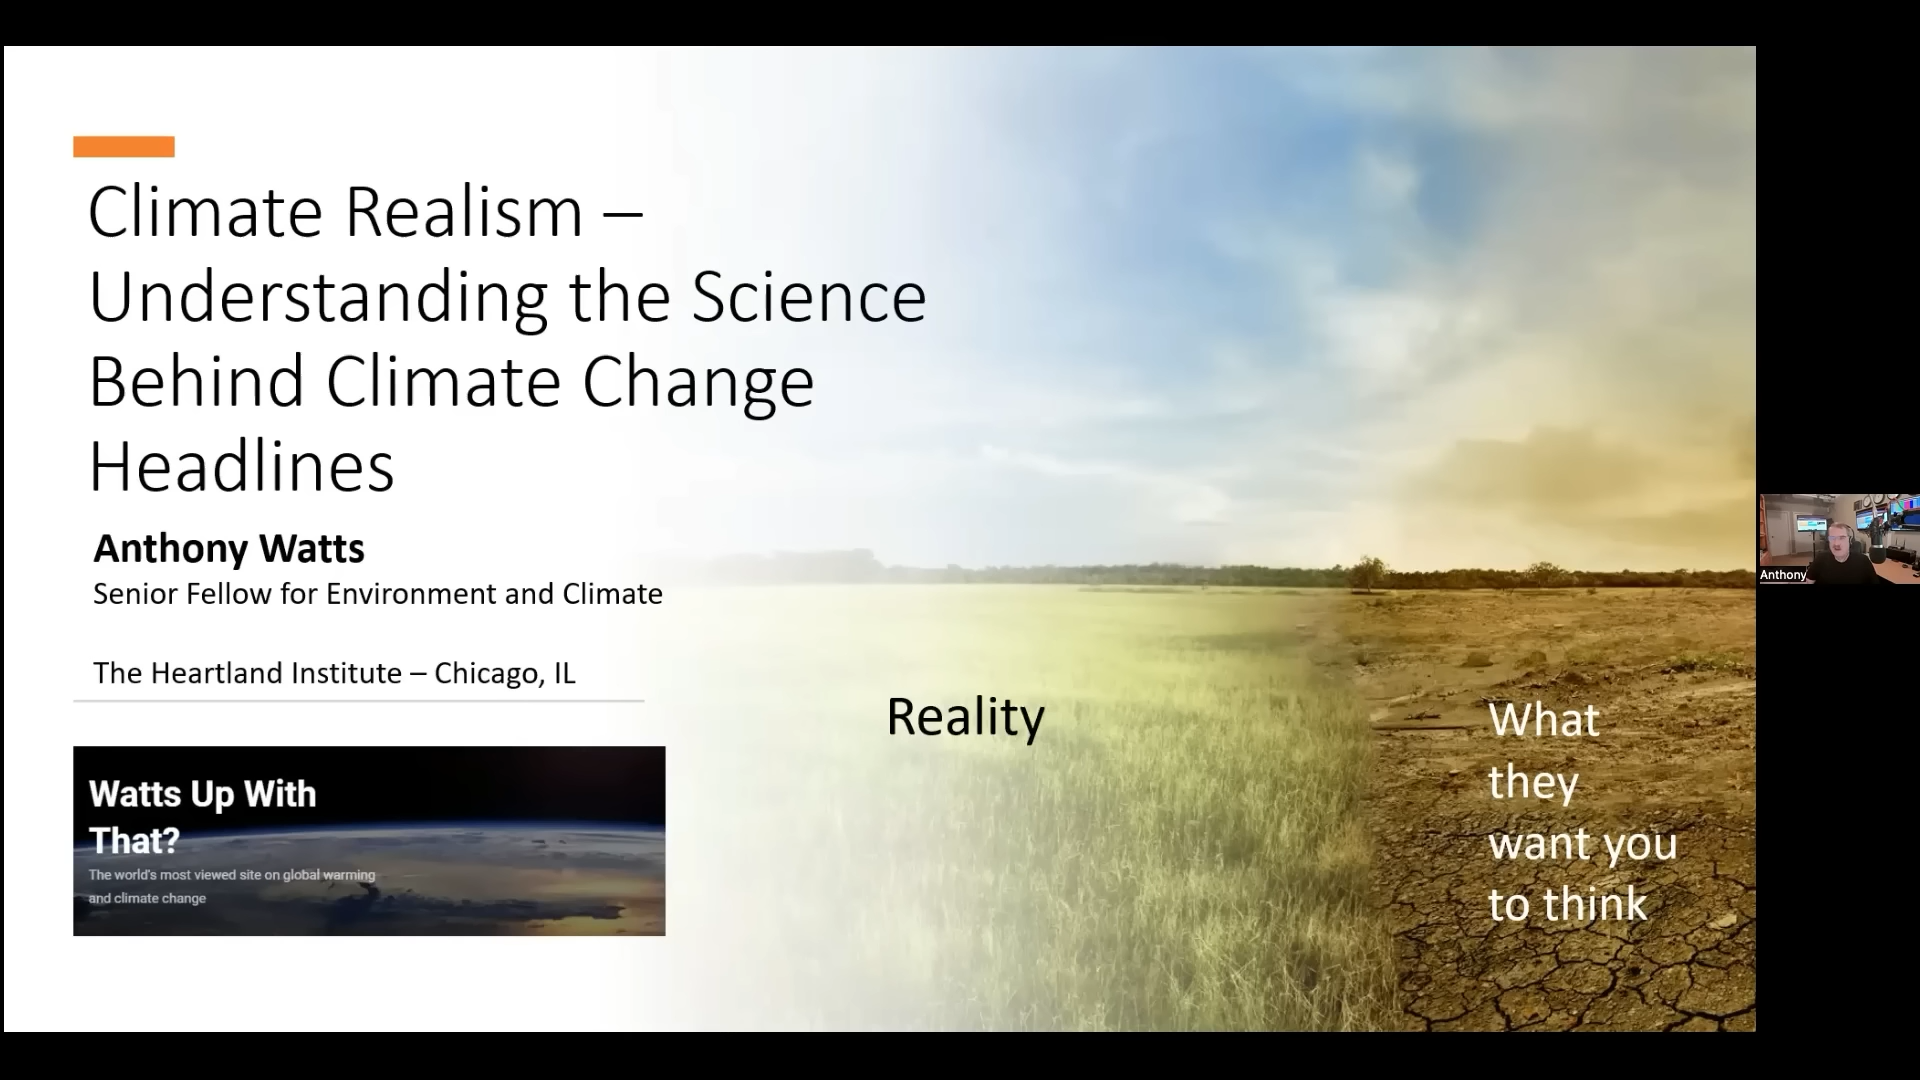 Climate Realism –
Understanding the Science
Behind Climate Change
Headlines
Anthony Watts
Senior Fellow for Environment and Climate
The Heartland Institute – Chicago, IL
Watts Up With
That?
The world's most viewed site on global warming
and climate change
Reality
What
they
want you
to think
Anthony